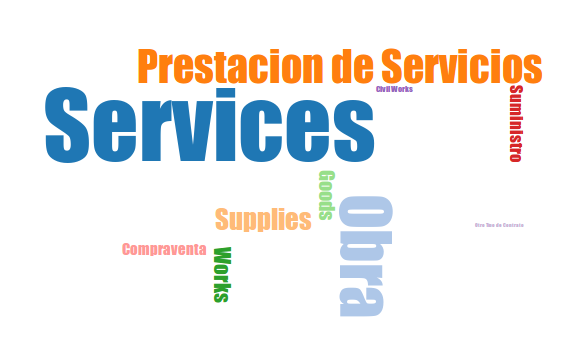 Prestacion de Servicios
Civil Works
Services
Suministro
Goods
Obra
Supplies
Otro Tipo de Contrato
Compraventa
Works